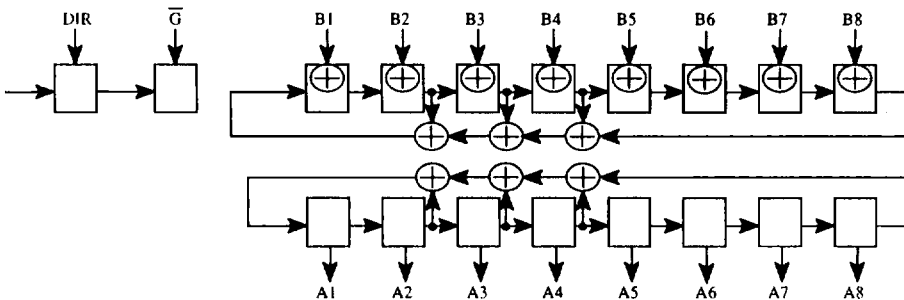 DIR G̅ B1 B2 B3 B4 B5 B6 B7 B8
A1 A2 A3 A4 A5 A6 A7 A8